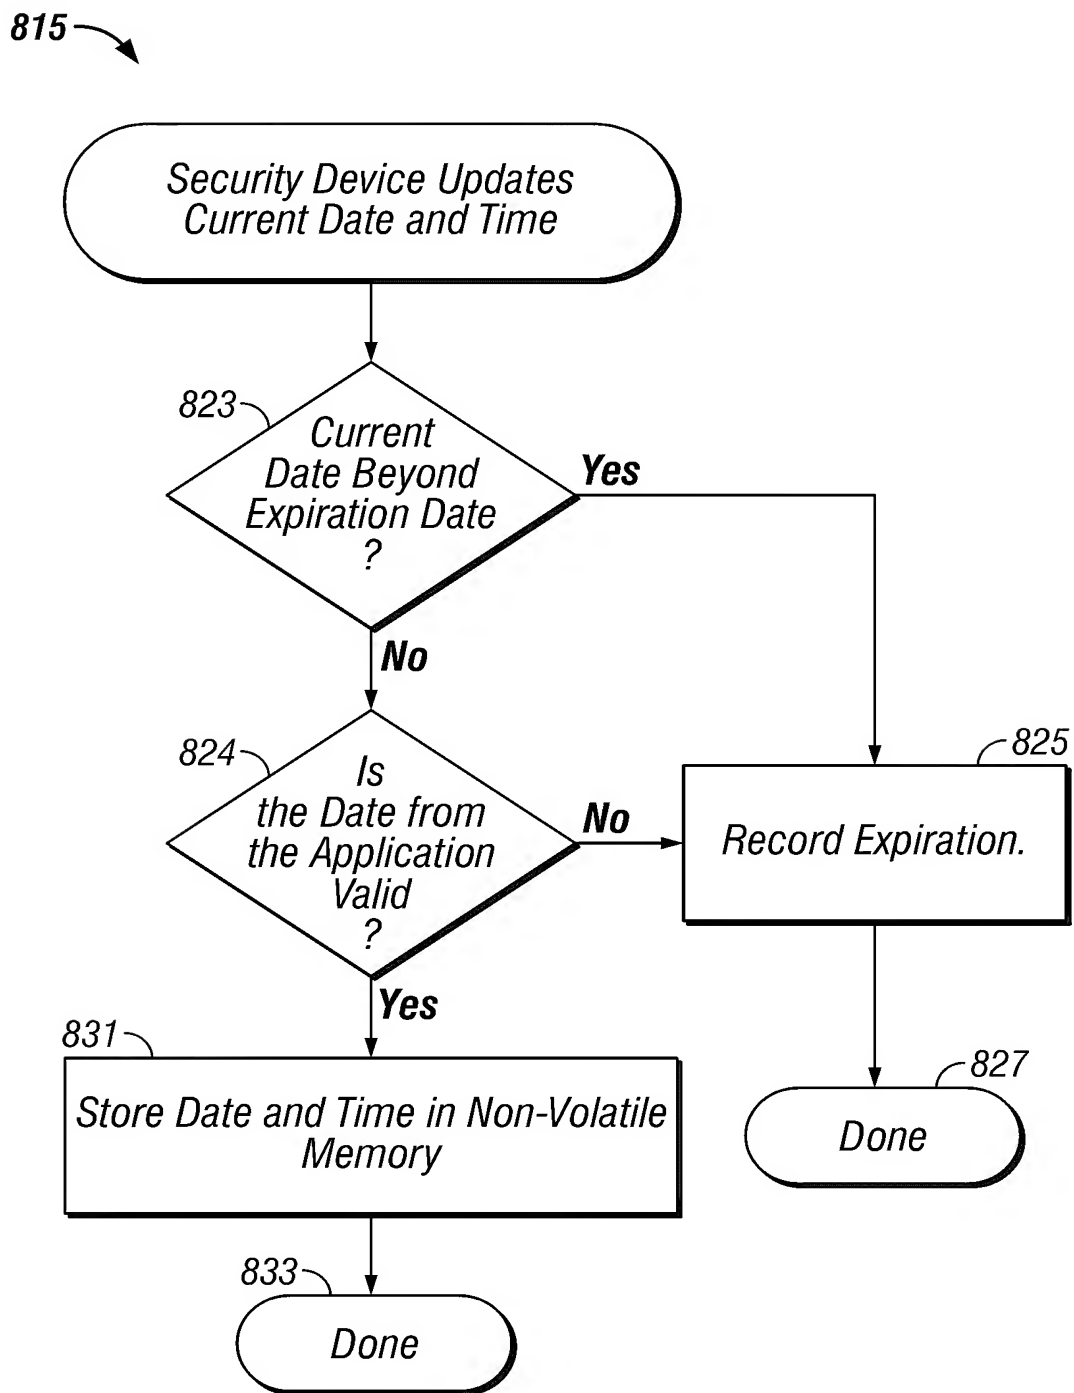 815
Security Device Updates
Current Date and Time
823
Current
Date Beyond
Expiration Date
?
Yes
No
824
Is
the Date from
the Application
Valid
?
No
825
Record Expiration.
Yes
831
Store Date and Time in Non-Volatile
Memory
827
Done
833
Done